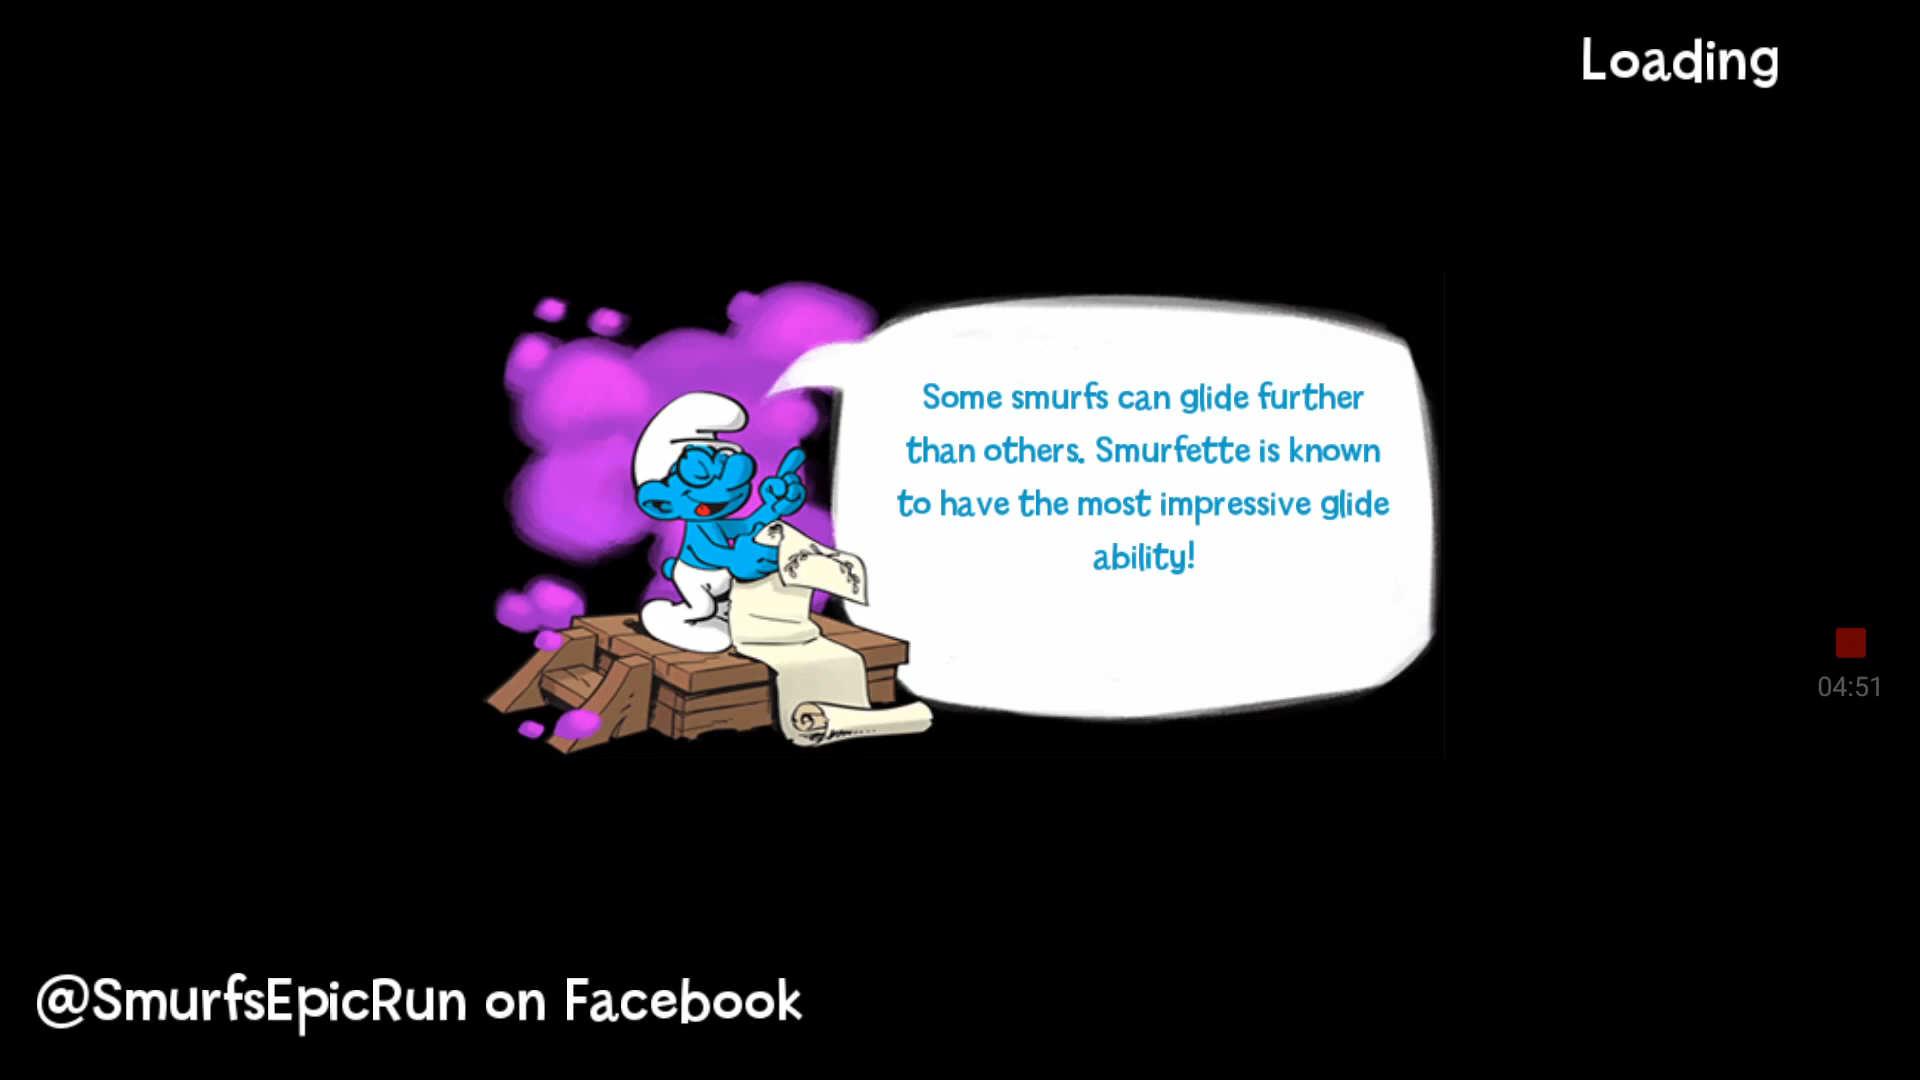 Loading
Some smurfs can glide further
than others. Smurfette is known
to have the most impressive glide
ability!
04:51
@SmurfsEpicRun on Facebook